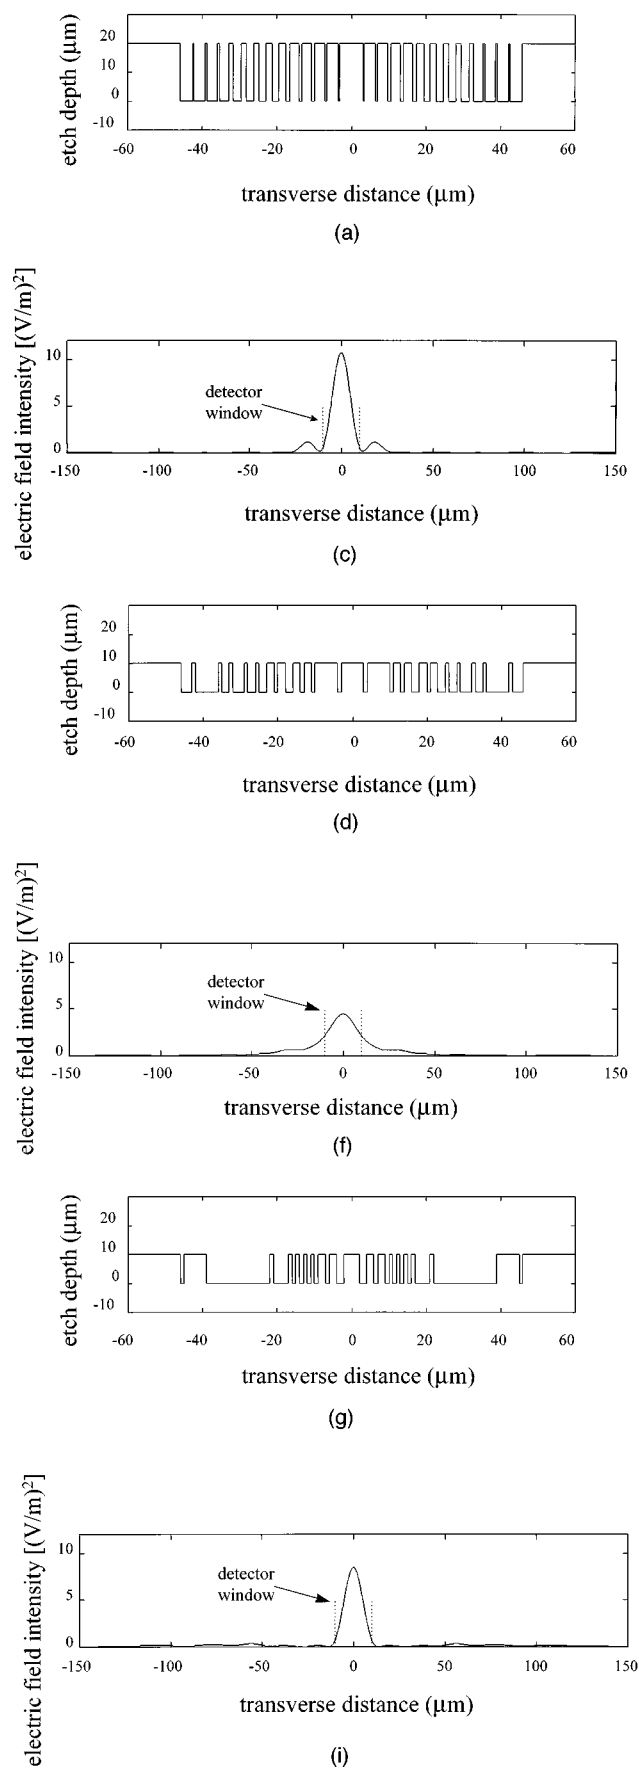 etch depth (μm)
20
10
0
-10
-60 -40 -20 0 20 40 60
transverse distance (μm)
(a)
electric field intensity [(V/m)²]
10
5
0
detector
window
-150 -100 -50 0 50 100 150
transverse distance (μm)
(c)
etch depth (μm)
20
10
0
-10
-60 -40 -20 0 20 40 60
transverse distance (μm)
(d)
electric field intensity [(V/m)²]
10
5
0
detector
window
-150 -100 -50 0 50 100 150
transverse distance (μm)
(f)
etch depth (μm)
20
10
0
-10
-60 -40 -20 0 20 40 60
transverse distance (μm)
(g)
electric field intensity [(V/m)²]
10
5
0
detector
window
-150 -100 -50 0 50 100 150
transverse distance (μm)
(i)